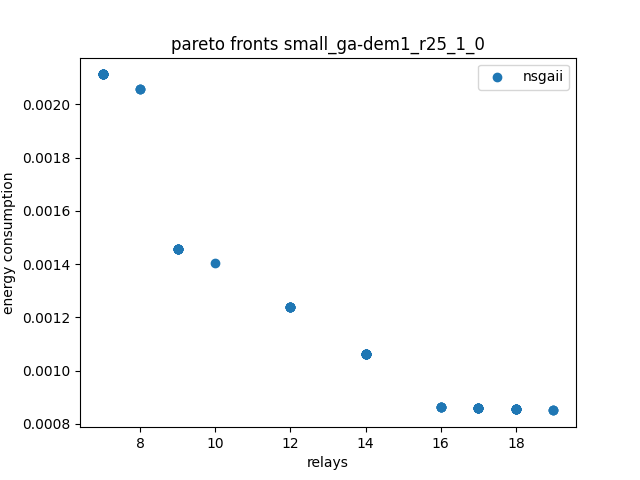 pareto fronts small_ga-dem1_r25_1_0
nsgaii
energy consumption
0.0020
0.0018
0.0016
0.0014
0.0012
0.0010
0.0008
8 10 12 14 16 18
relays